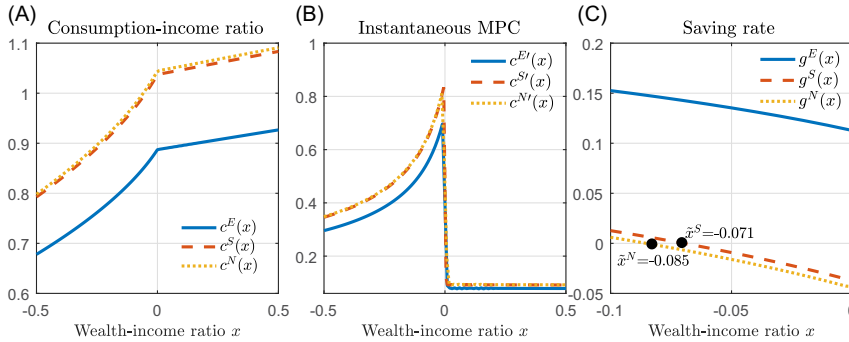 (A) Consumption-income ratio
1.1
1
0.9
0.8
0.7
0.6
-0.5
0
0.5
c^E(x)
c^S(x)
c^N(x)
Wealth-income ratio x
(B) Instantaneous MPC
1
0.8
0.6
0.4
0.2
-0.5
0
0.5
c^E′(x)
c^S′(x)
c^N′(x)
Wealth-income ratio x
(C) Saving rate
0.2
0.15
0.1
0.05
0
-0.05
-0.1
-0.05
0
g^E(x)
g^S(x)
g^N(x)
x̃^S=-0.071
x̃^N=-0.085
Wealth-income ratio x